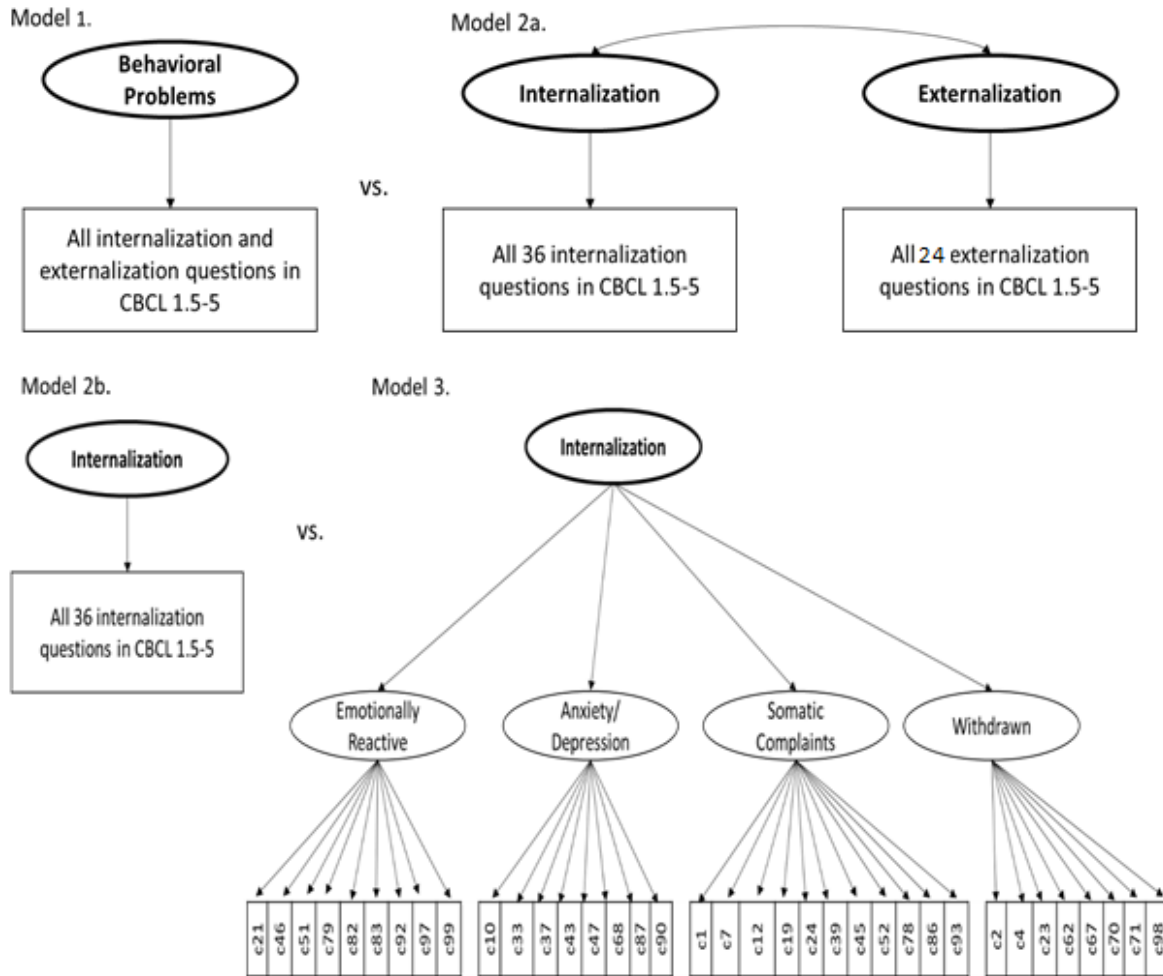 Model 1.
Behavioral
Problems
All internalization and
externalization questions in
CBCL 1.5-5
vs.
Model 2a.
Internalization
Externalization
All 36 internalization
questions in CBCL 1.5-5
All 24 externalization
questions in CBCL 1.5-5
Model 2b.
Internalization
All 36 internalization
questions in CBCL 1.5-5
vs.
Model 3.
Internalization
Emotionally
Reactive
Anxiety/
Depression
Somatic
Complaints
Withdrawn
c21
c46
c51
c79
c82
c83
c92
c97
c99
c10
c33
c37
c43
c47
c68
c87
c90
c1
c7
c12
c19
c24
c39
c45
c52
c78
c86
c93
c2
c4
c23
c62
c67
c70
c71
c98